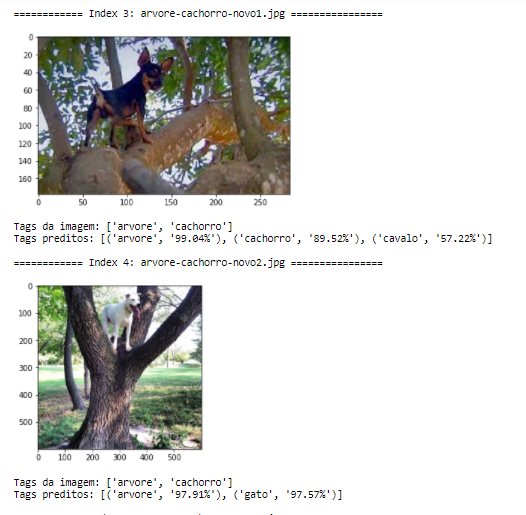 ============ Index 3: arvore-cachorro-novo1.jpg ================
0
20
40
60
80
100
120
140
160
0 50 100 150 200 250
Tags da imagem: ['arvore', 'cachorro']
Tags preditos: [('arvore', '99.04%'), ('cachorro', '89.52%'), ('cavalo', '57.22%')]
============ Index 4: arvore-cachorro-novo2.jpg ================
0
100
200
300
400
500
0 100 200 300 400 500
Tags da imagem: ['arvore', 'cachorro']
Tags preditos: [('arvore', '97.91%'), ('gato', '97.57%')]